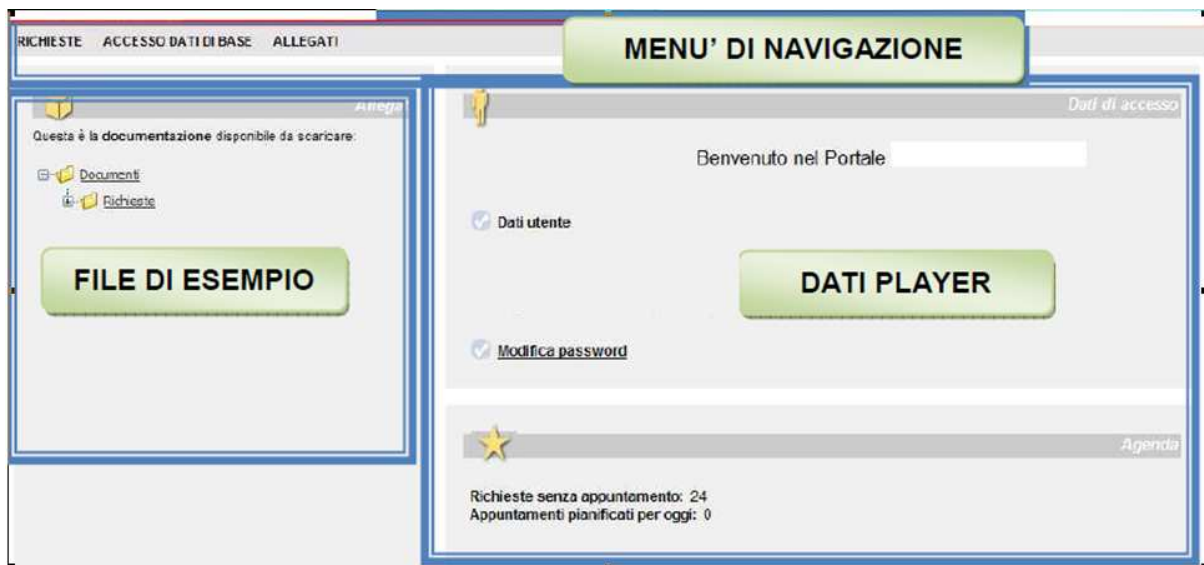 RICHIESTE ACCESSO DATI DI BASE ALLEGATI
MENU' DI NAVIGAZIONE
Allegat
Questa è la documentazione disponibile da scaricare:
Documenti
Richieste
FILE DI ESEMPIO
Dati di accesso
Benvenuto nel Portale
Dati utente
DATI PLAYER
Modifica password
Agenda
Richieste senza appuntamento: 24
Appuntamenti pianificati per oggi: 0